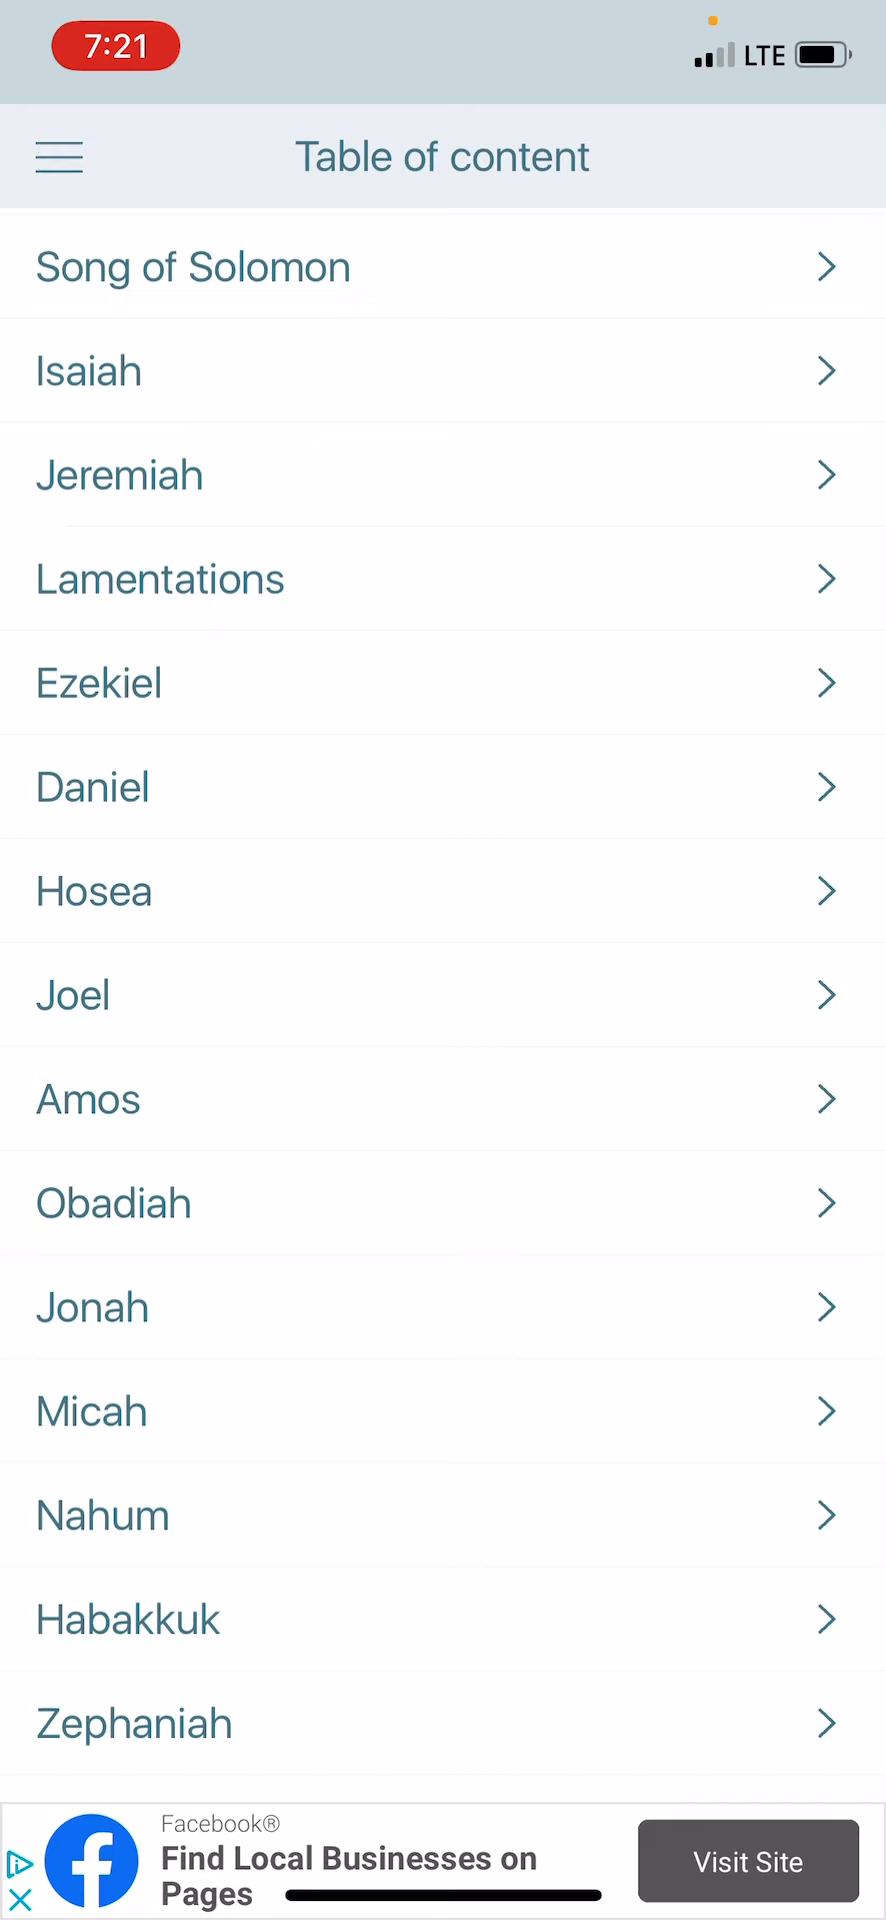 7:21
LTE
Table of content
Song of Solomon
Isaiah
Jeremiah
Lamentations
Ezekiel
Daniel
Hosea
Joel
Amos
Obadiah
Jonah
Micah
Nahum
Habakkuk
Zephaniah
Facebook®
Find Local Businesses on
Pages
Visit Site